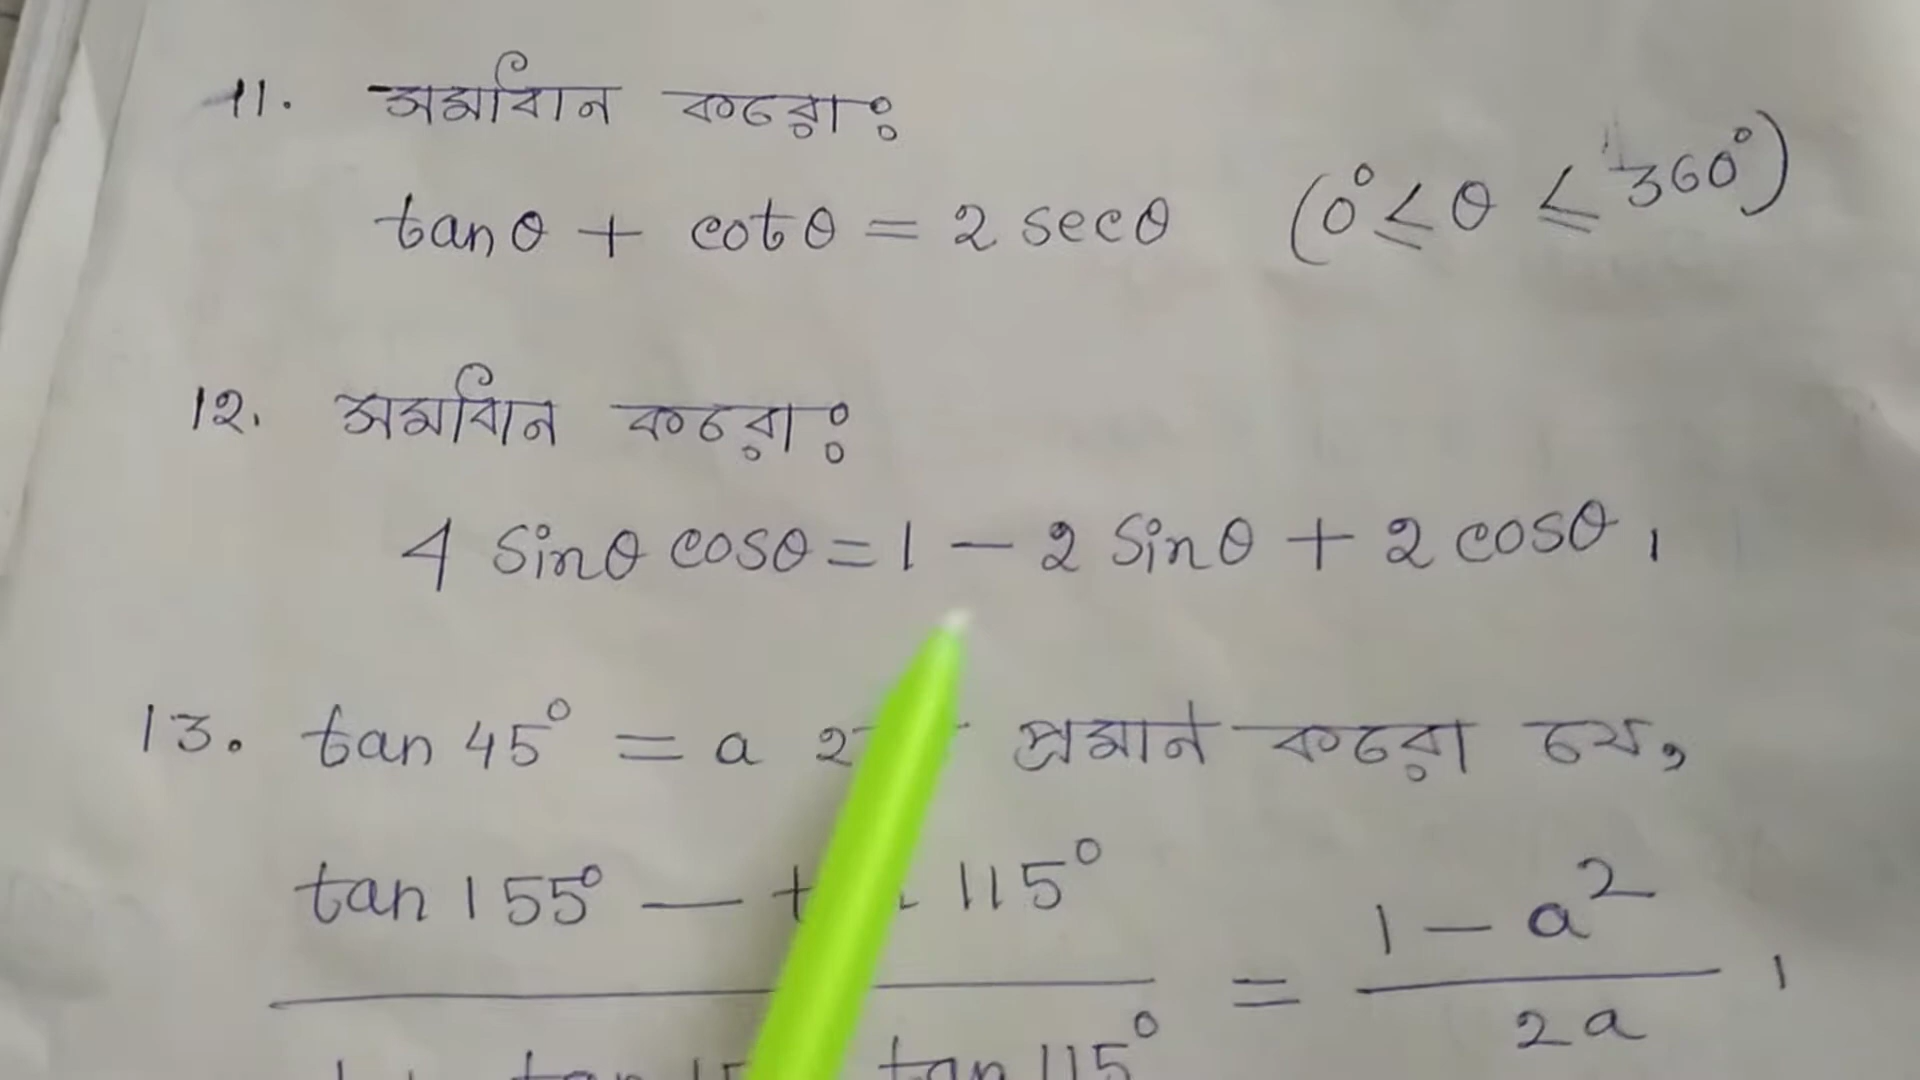 11. সমাধান করো:
tanθ + cotθ = 2 secθ (0° ≤ θ ≤ 360°)
12. সমাধান করো:
4 sinθ cosθ = 1 - 2 sinθ + 2 cosθ,
13. tan 45° = a প্রমান করো যে,
tan 155° - 115°
= 1 - a² / 2a ,
tan 115°